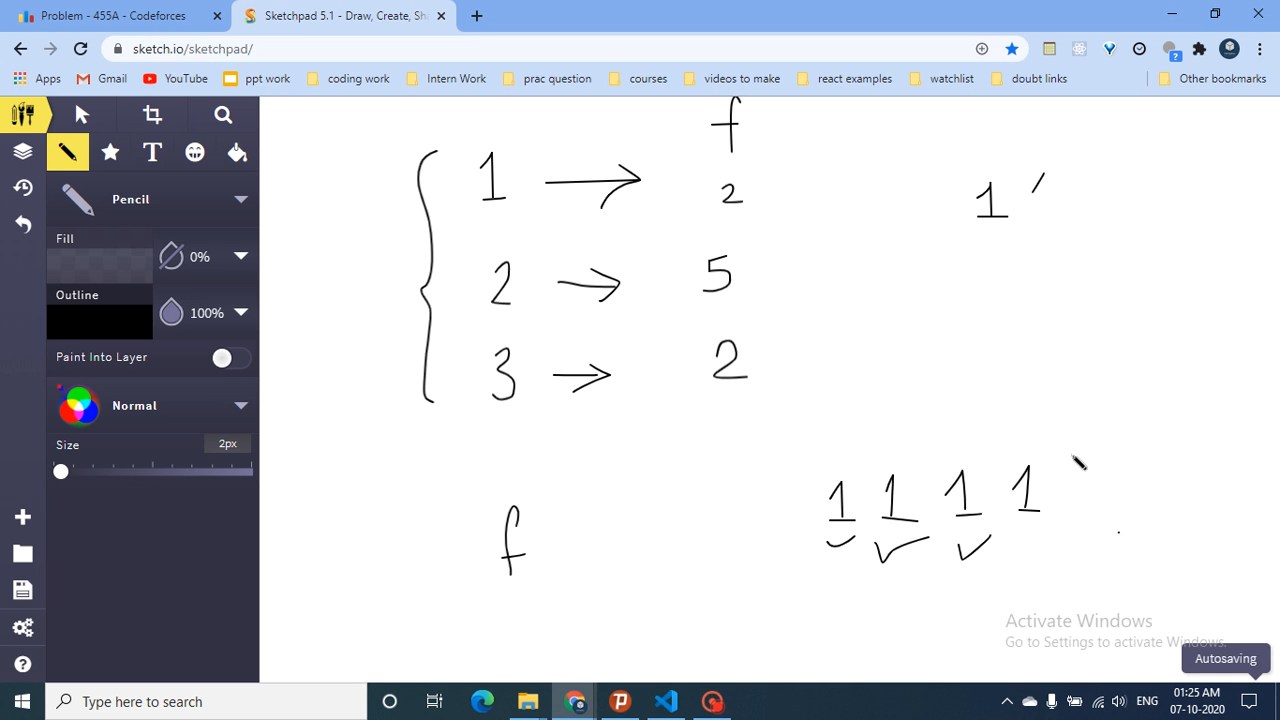 Problem - 455A - Codeforces
Sketchpad 5.1 - Draw, Create, Sha
sketch.io/sketchpad/
Apps Gmail YouTube ppt work coding work Intern Work prac question courses videos to make react examples watchlist doubt links Other bookmarks
Pencil
Fill
0%
Outline
100%
Paint Into Layer
Normal
Size 2px
f
1 → 2
1 ′
2 → 5
3 → 2
f 1 1 1 1
Activate Windows
Go to Settings to activate Windows.
Autosaving
Type here to search
ENG
01:25 AM
07-10-2020